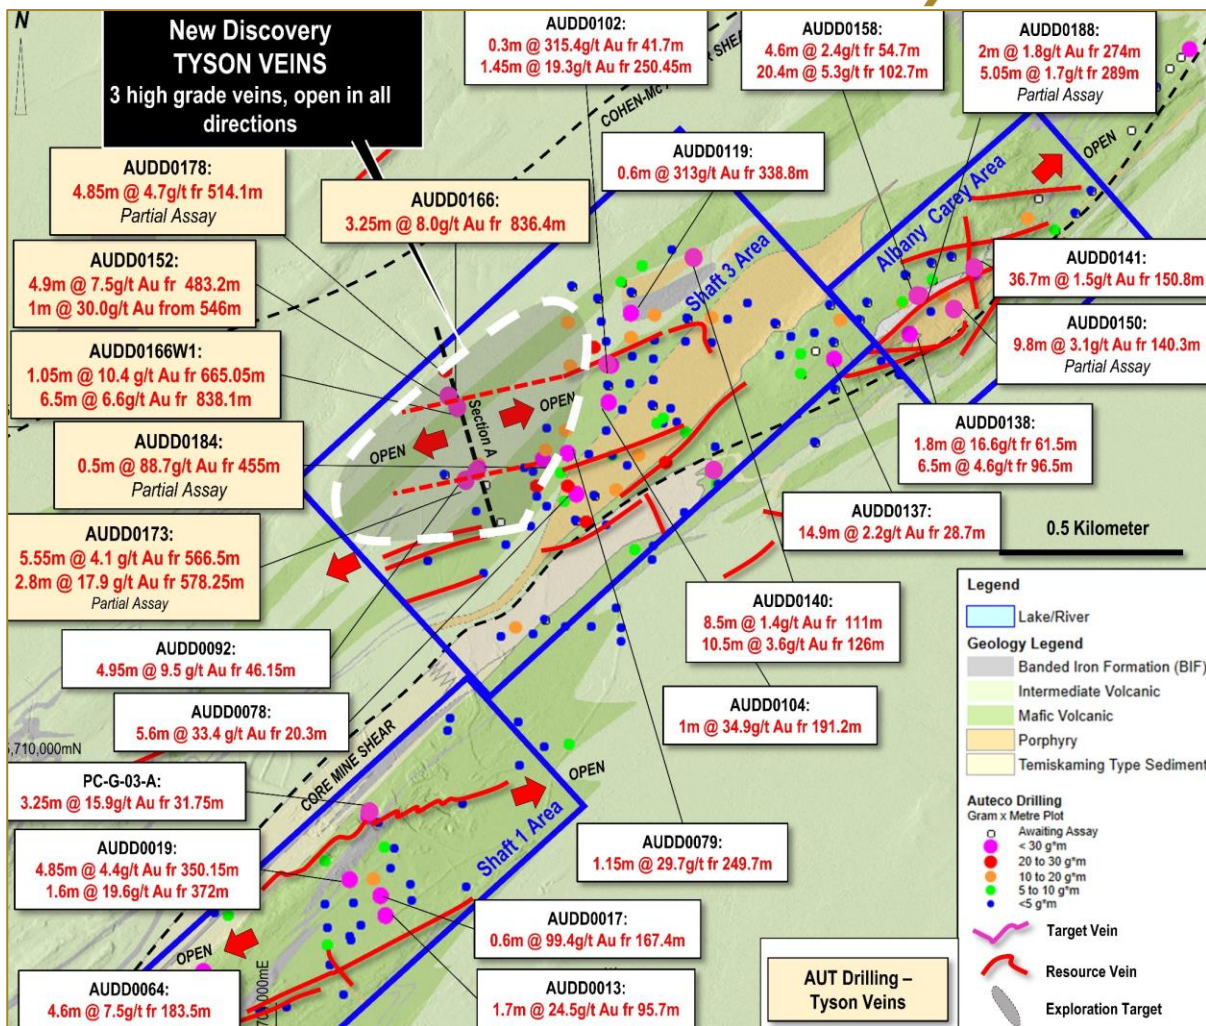 N
New Discovery
TYSON VEINS
3 high grade veins, open in all
directions
AUDD0102:
0.3m @ 315.4g/t Au fr 41.7m
1.45m @ 19.3g/t Au fr 250.45m
AUDD0158:
4.6m @ 2.4g/t fr 54.7m
20.4m @ 5.3g/t fr 102.7m
AUDD0188:
2m @ 1.8g/t Au fr 274m
5.05m @ 1.7g/t fr 289m
Partial Assay
SHEAR
COHEN-Mc
AUDD0178:
4.85m @ 4.7g/t fr 514.1m
Partial Assay
AUDD0166:
3.25m @ 8.0g/t Au fr 836.4m
AUDD0119:
0.6m @ 313g/t Au fr 338.8m
OPEN
Albany Carey Area
Shaft 3 Area
AUDD0152:
4.9m @ 7.5g/t Au fr 483.2m
1m @ 30.0g/t Au from 546m
AUDD0141:
36.7m @ 1.5g/t Au fr 150.8m
AUDD0150:
9.8m @ 3.1g/t Au fr 140.3m
Partial Assay
AUDD0166W1:
1.05m @ 10.4 g/t Au fr 665.05m
6.5m @ 6.6g/t Au fr 838.1m
Section A
OPEN
OPEN
AUDD0184:
0.5m @ 88.7g/t Au fr 455m
Partial Assay
AUDD0138:
1.8m @ 16.6g/t fr 61.5m
6.5m @ 4.6g/t fr 96.5m
AUDD0173:
5.55m @ 4.1 g/t Au fr 566.5m
2.8m @ 17.9 g/t Au fr 578.25m
Partial Assay
AUDD0137:
14.9m @ 2.2g/t Au fr 28.7m
0.5 Kilometer
AUDD0140:
8.5m @ 1.4g/t Au fr 111m
10.5m @ 3.6g/t Au fr 126m
AUDD0092:
4.95m @ 9.5 g/t Au fr 46.15m
AUDD0104:
1m @ 34.9g/t Au fr 191.2m
AUDD0078:
5.6m @ 33.4 g/t Au fr 20.3m
,710,000mN
CORE MINE SHEAR
OPEN
PC-G-03-A:
3.25m @ 15.9g/t Au fr 31.75m
Shaft 1 Area
AUDD0079:
1.15m @ 29.7g/t fr 249.7m
AUDD0019:
4.85m @ 4.4g/t Au fr 350.15m
1.6m @ 19.6g/t Au fr 372m
AUDD0017:
0.6m @ 99.4g/t Au fr 167.4m
OPEN
AUDD0064:
4.6m @ 7.5g/t fr 183.5m
,000mE
AUDD0013:
1.7m @ 24.5g/t Au fr 95.7m
AUT Drilling –
Tyson Veins
Legend
Lake/River
Geology Legend
Banded Iron Formation (BIF)
Intermediate Volcanic
Mafic Volcanic
Porphyry
Temiskaming Type Sediment
Auteco Drilling
Gram x Metre Plot
Awaiting Assay
< 30 g*m
20 to 30 g*m
10 to 20 g*m
5 to 10 g*m
<5 g*m
Target Vein
Resource Vein
Exploration Target